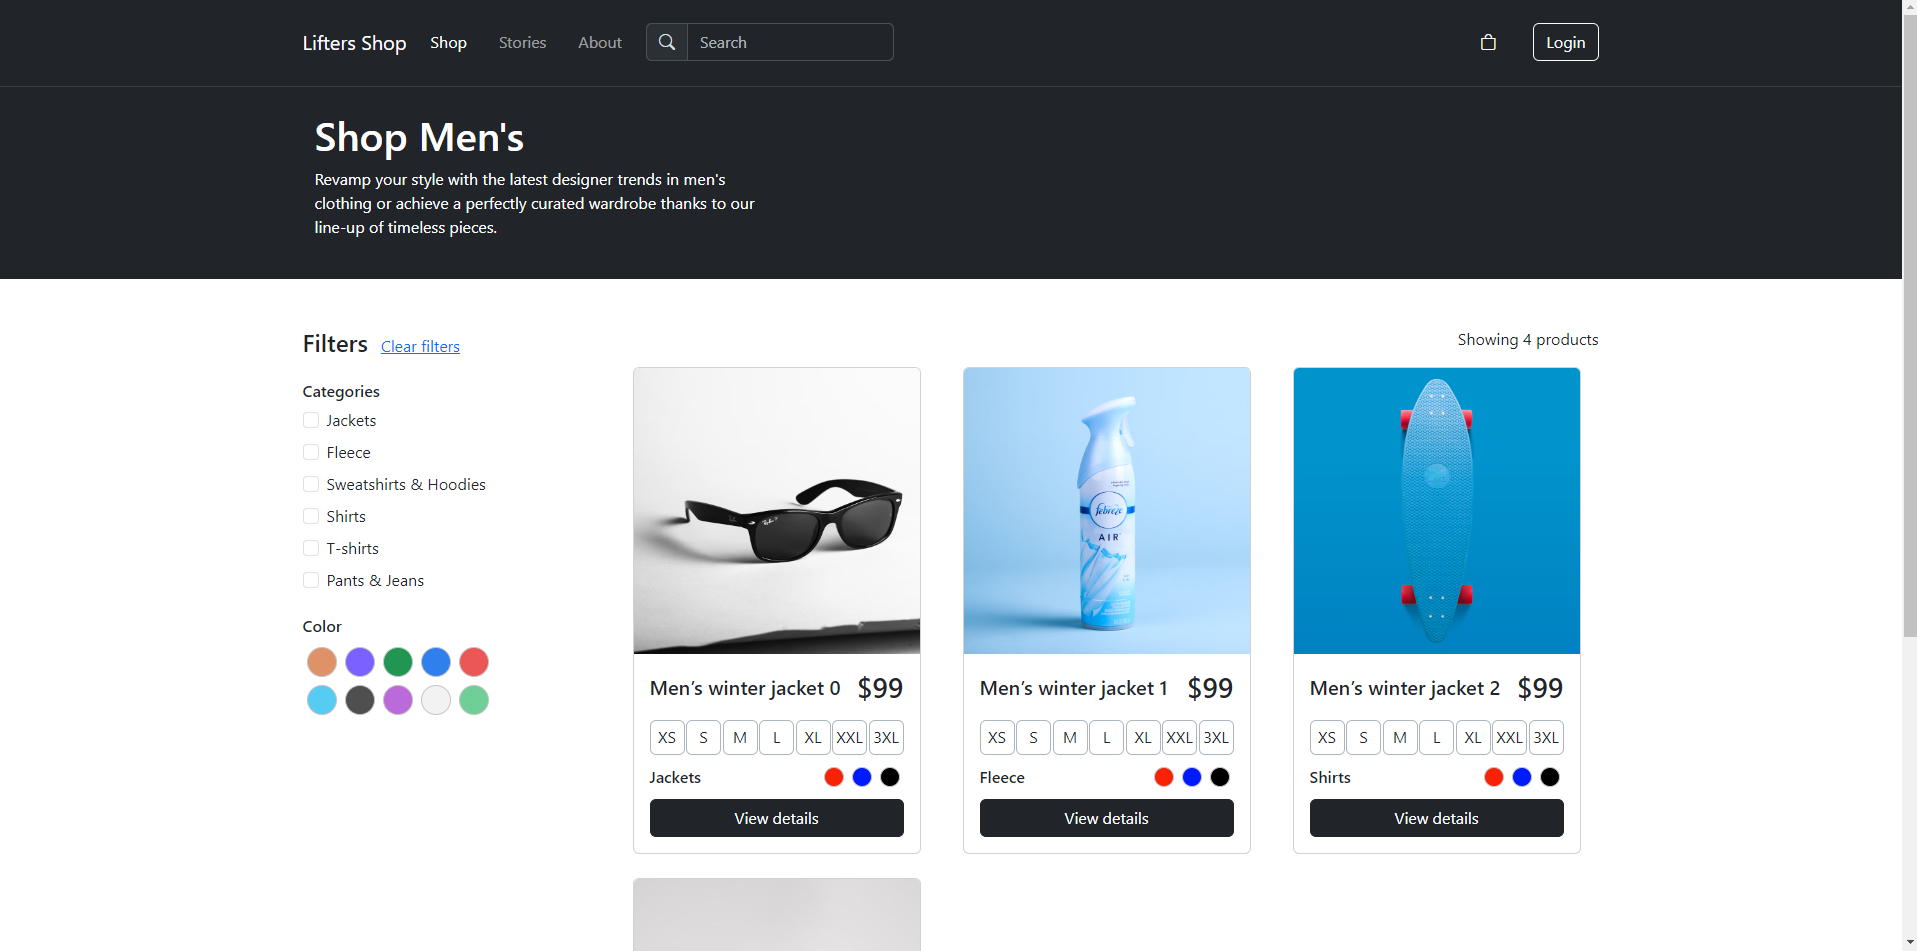 Lifters Shop Shop Stories About Search Login
Shop Men's
Revamp your style with the latest designer trends in men's
clothing or achieve a perfectly curated wardrobe thanks to our
line-up of timeless pieces.
Filters Clear filters
Showing 4 products
Categories
Jackets
Fleece
Sweatshirts & Hoodies
Shirts
T-shirts
Pants & Jeans
Color
Ray-Ban
febreze
AIR
Men’s winter jacket 0 $99
XS S M L XL XXL 3XL
Jackets
View details
Men’s winter jacket 1 $99
XS S M L XL XXL 3XL
Fleece
View details
Men’s winter jacket 2 $99
XS S M L XL XXL 3XL
Shirts
View details